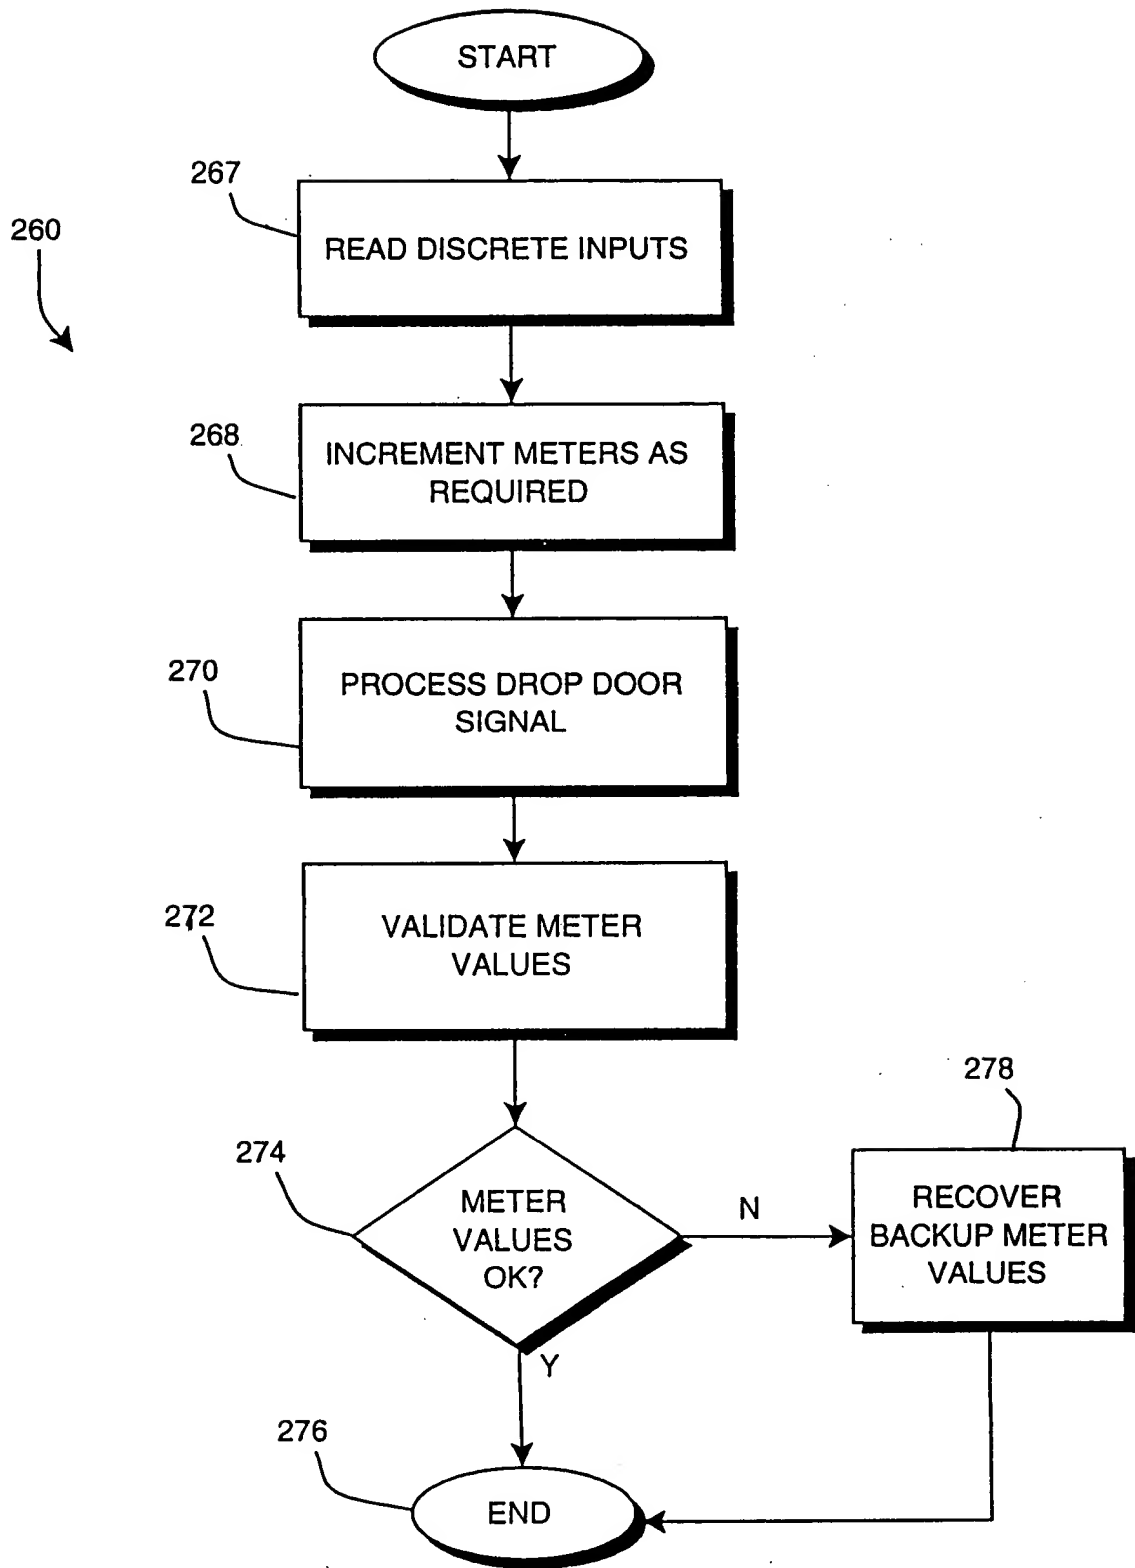 START
267
READ DISCRETE INPUTS
260
268
INCREMENT METERS AS
REQUIRED
270
PROCESS DROP DOOR
SIGNAL
272
VALIDATE METER
VALUES
278
274
METER
VALUES
OK?
N
RECOVER
BACKUP METER
VALUES
Y
276
END